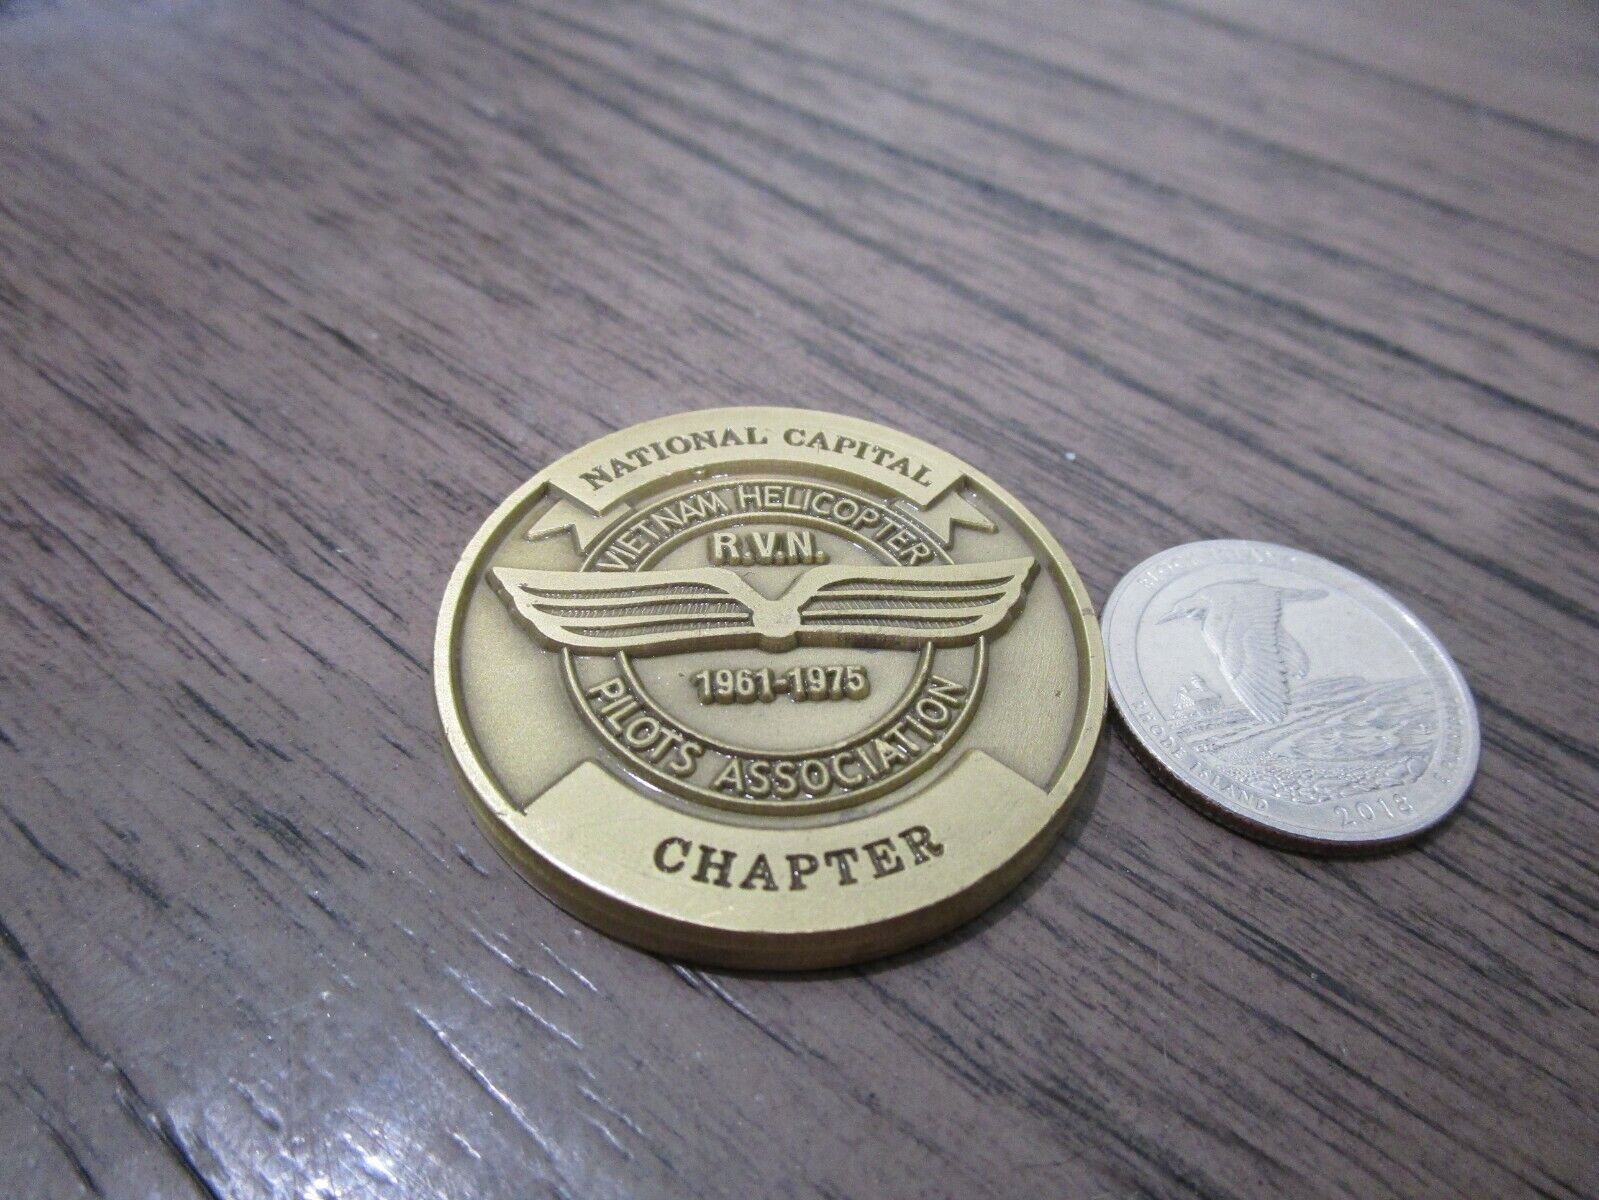 NATIONAL CAPITAL
VIETNAM HELICOPTER
R.V.N.
1961-1975
PILOTS ASSOCIATION
CHAPTER
RHODE ISLAND
2018